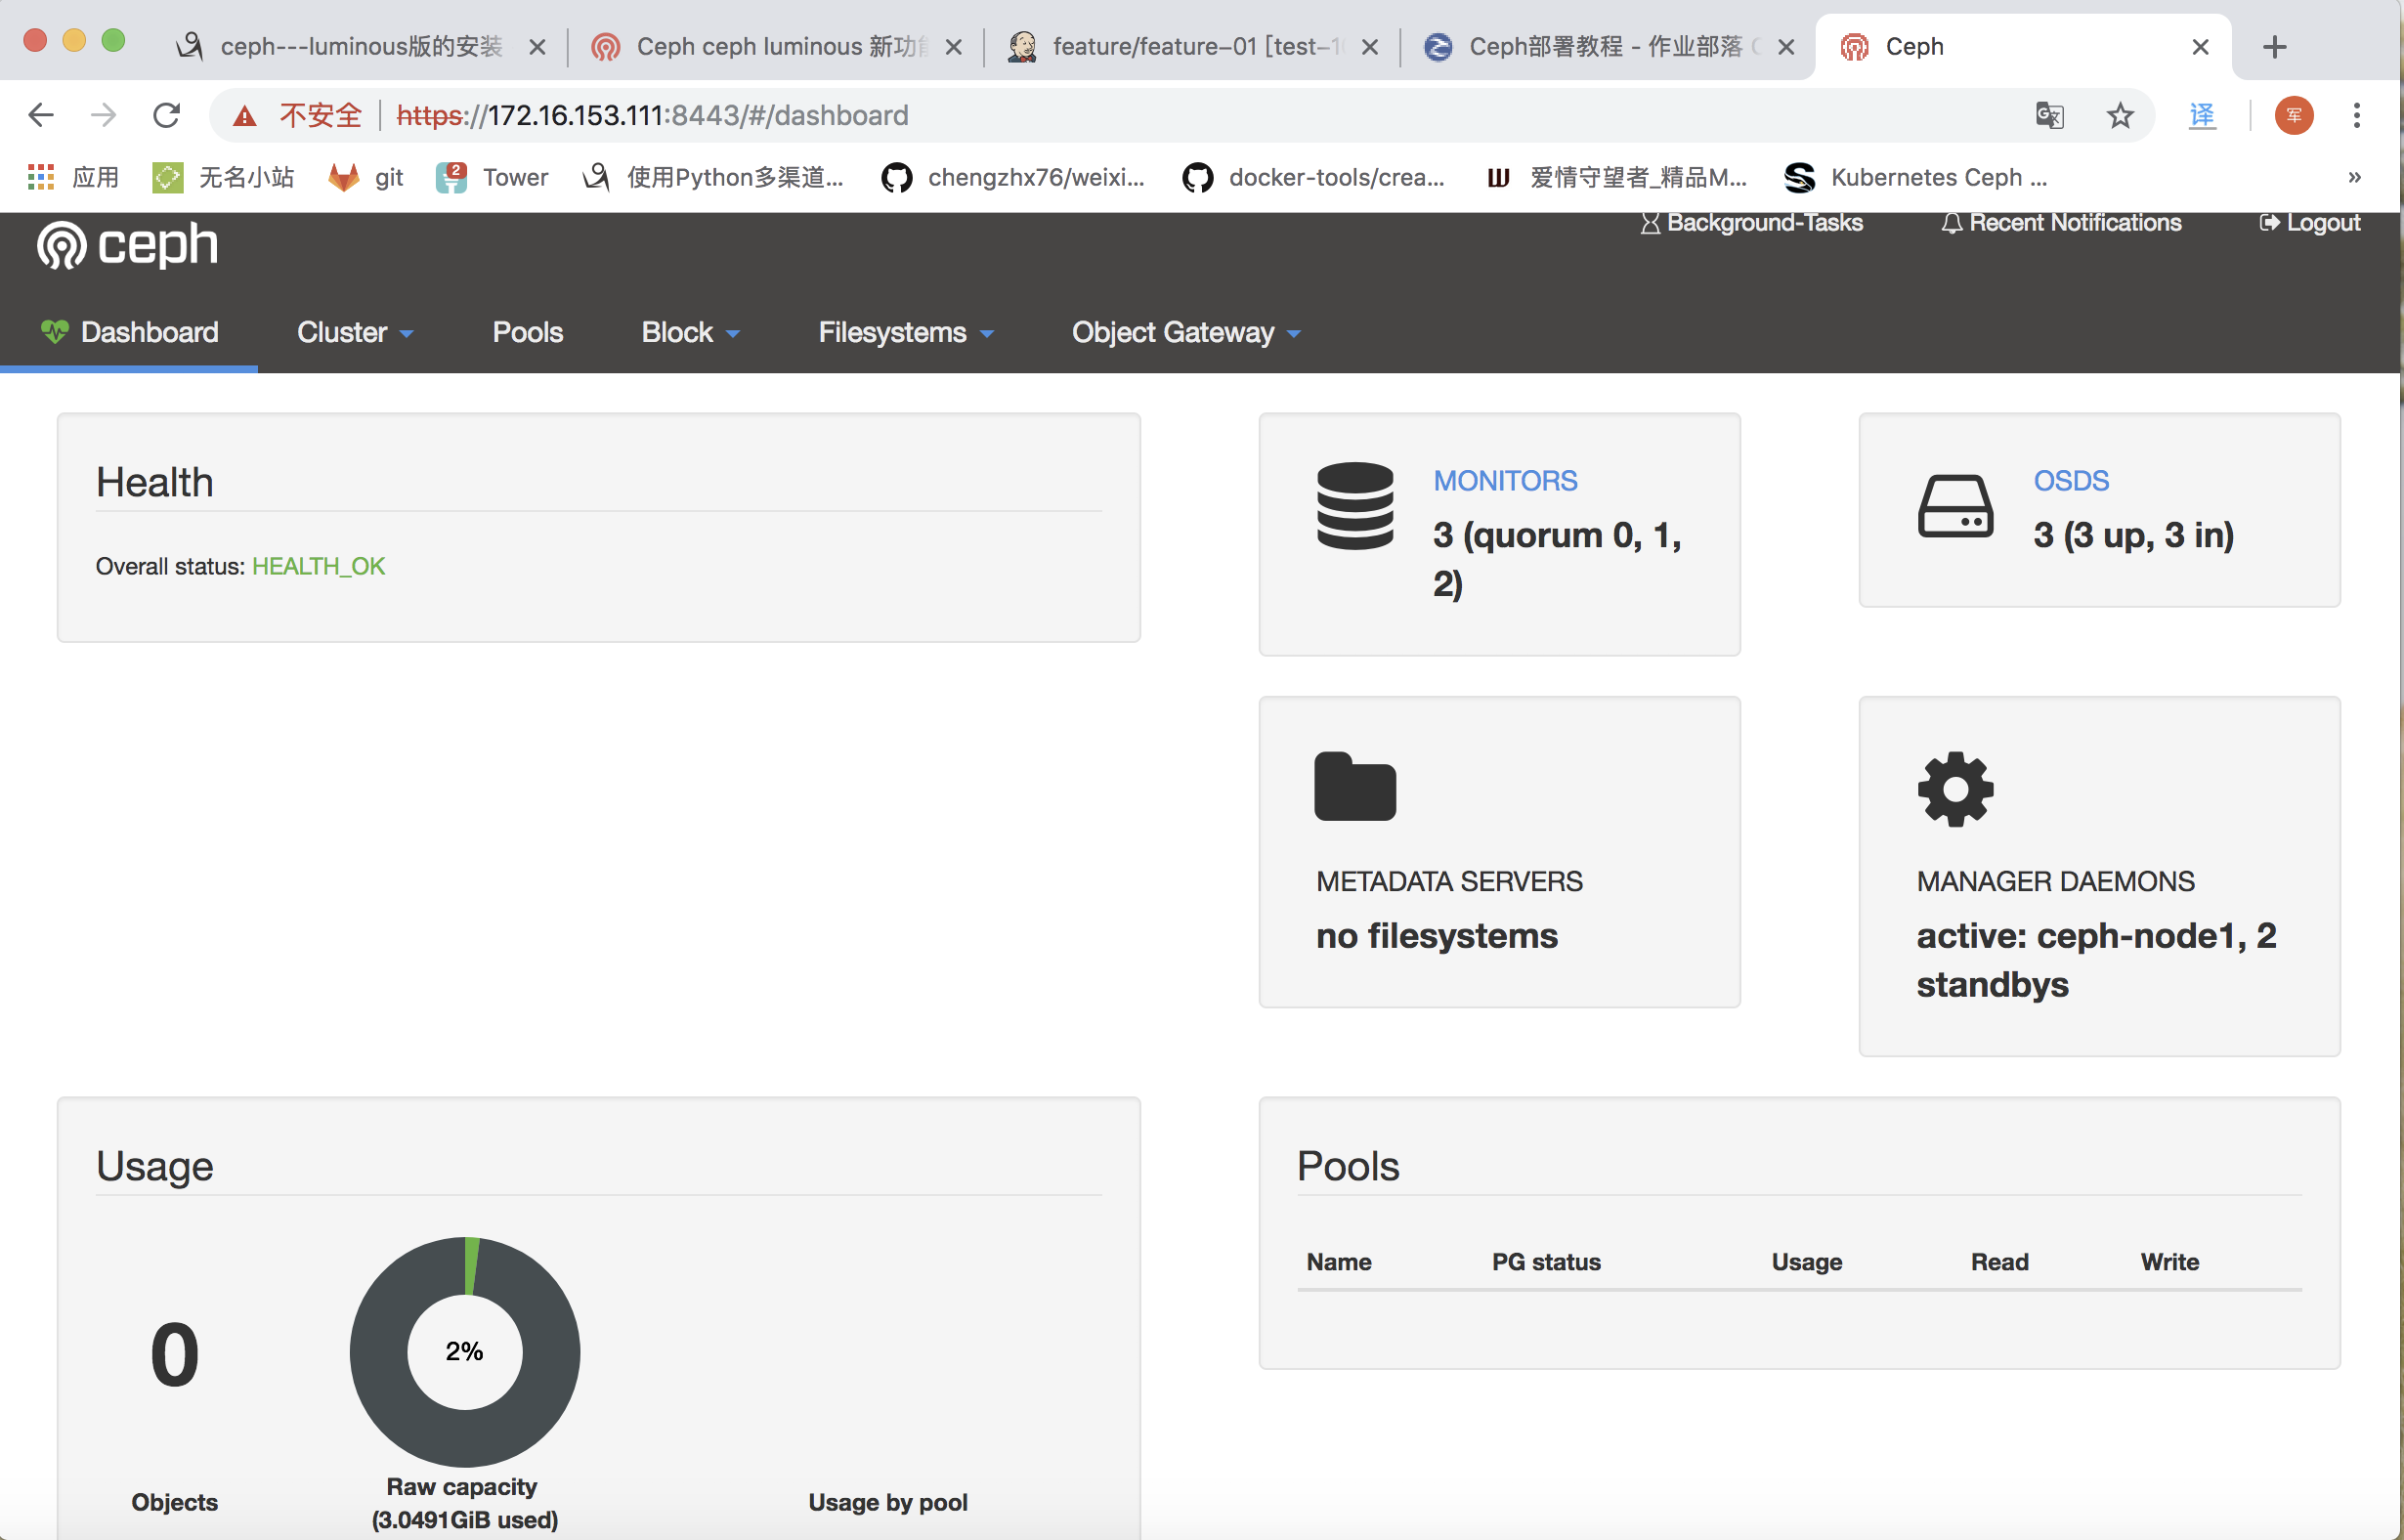 ceph---luminous版的安装
Ceph ceph luminous 新功能
feature/feature-01 [test-1
Ceph部署教程 - 作业部落
Ceph
不安全 https://172.16.153.111:8443/#/dashboard
译
军
应用
无名小站
git
2
Tower
使用Python多渠道...
chengzhx76/weixi...
docker-tools/crea...
爱情守望者_精品M...
Kubernetes Ceph ...
»
ceph
Background-Tasks
Recent Notifications
Logout
Dashboard
Cluster
Pools
Block
Filesystems
Object Gateway
Health
Overall status: HEALTH_OK
MONITORS
3 (quorum 0, 1,
2)
OSDS
3 (3 up, 3 in)
METADATA SERVERS
no filesystems
MANAGER DAEMONS
active: ceph-node1, 2
standbys
Usage
0
Objects
2%
Raw capacity
(3.0491GiB used)
Usage by pool
Pools
Name PG status Usage Read Write